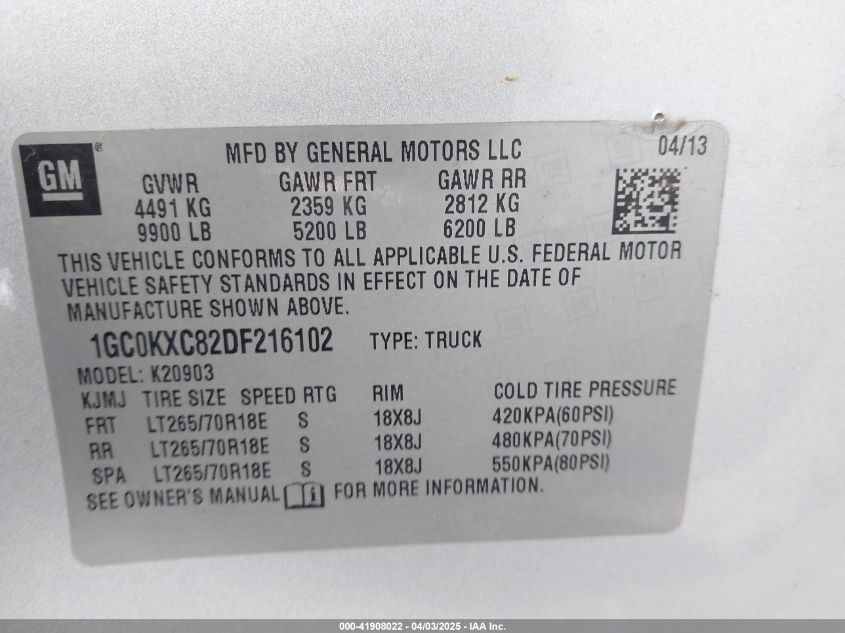 GM ®
MFD BY GENERAL MOTORS LLC 04/13
GVWR GAWR FRT GAWR RR
4491 KG 2359 KG 2812 KG
9900 LB 5200 LB 6200 LB
THIS VEHICLE CONFORMS TO ALL APPLICABLE U.S. FEDERAL MOTOR
VEHICLE SAFETY STANDARDS IN EFFECT ON THE DATE OF
MANUFACTURE SHOWN ABOVE.
1GC0KXC82DF216102 TYPE: TRUCK
MODEL: K20903
KJMJ TIRE SIZE SPEED RTG RIM COLD TIRE PRESSURE
FRT LT265/70R18E S 18X8J 420KPA(60PSI)
RR LT265/70R18E S 18X8J 480KPA(70PSI)
SPA LT265/70R18E S 18X8J 550KPA(80PSI)
SEE OWNER'S MANUAL i FOR MORE INFORMATION.
000-41908022 - 04/03/2025 - IAA Inc.